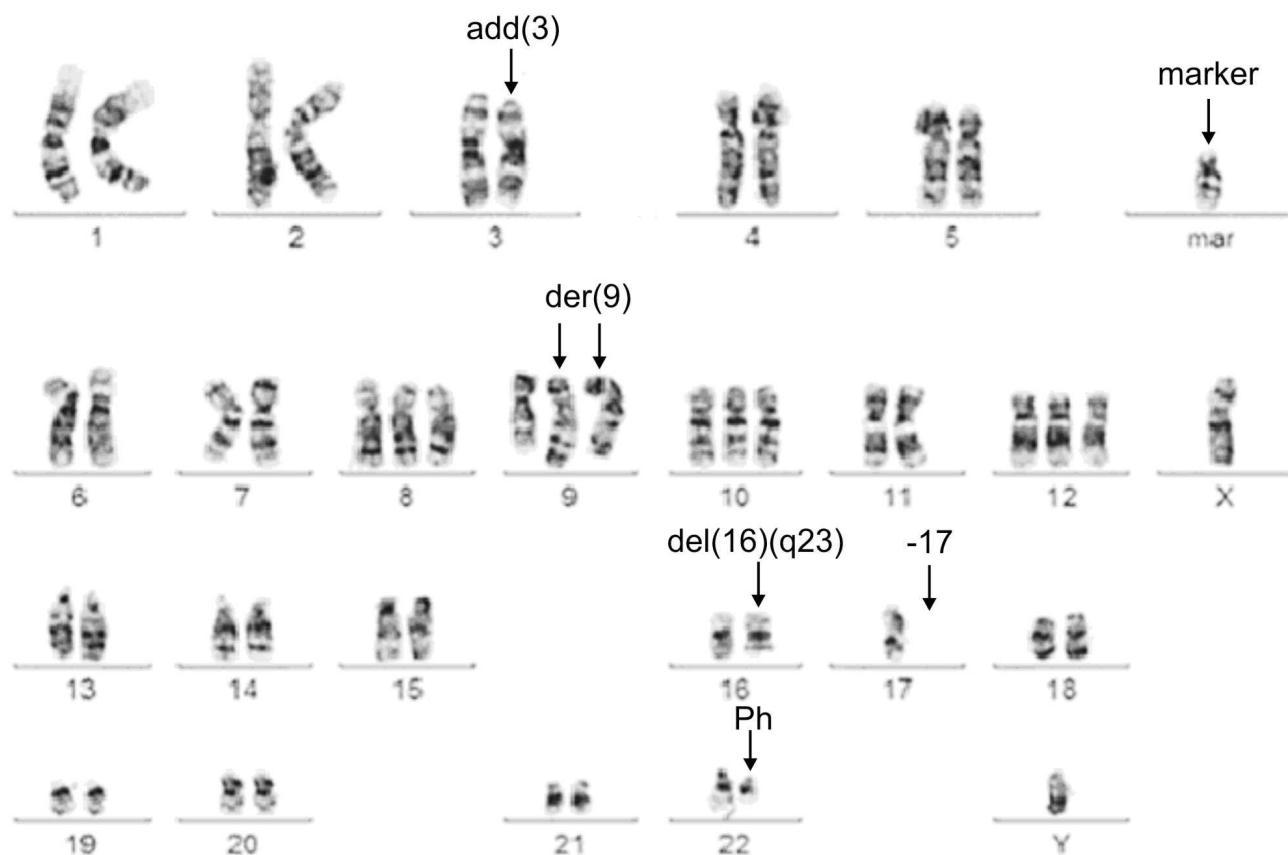 add(3)
marker
1 2 3 4 5 mar
der(9)
6 7 8 9 10 11 12 X
del(16)(q23) -17
13 14 15 16 17 18
Ph
19 20 21 22 Y